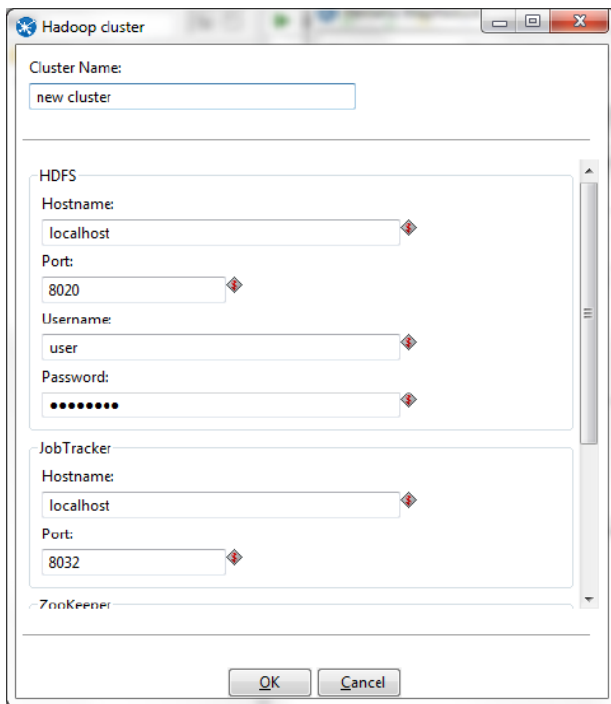 Hadoop cluster
Cluster Name:
new cluster
HDFS
Hostname:
localhost
Port:
8020
Username:
user
Password:
●●●●●●●●
JobTracker
Hostname:
localhost
Port:
8032
ZooKeeper
OK Cancel